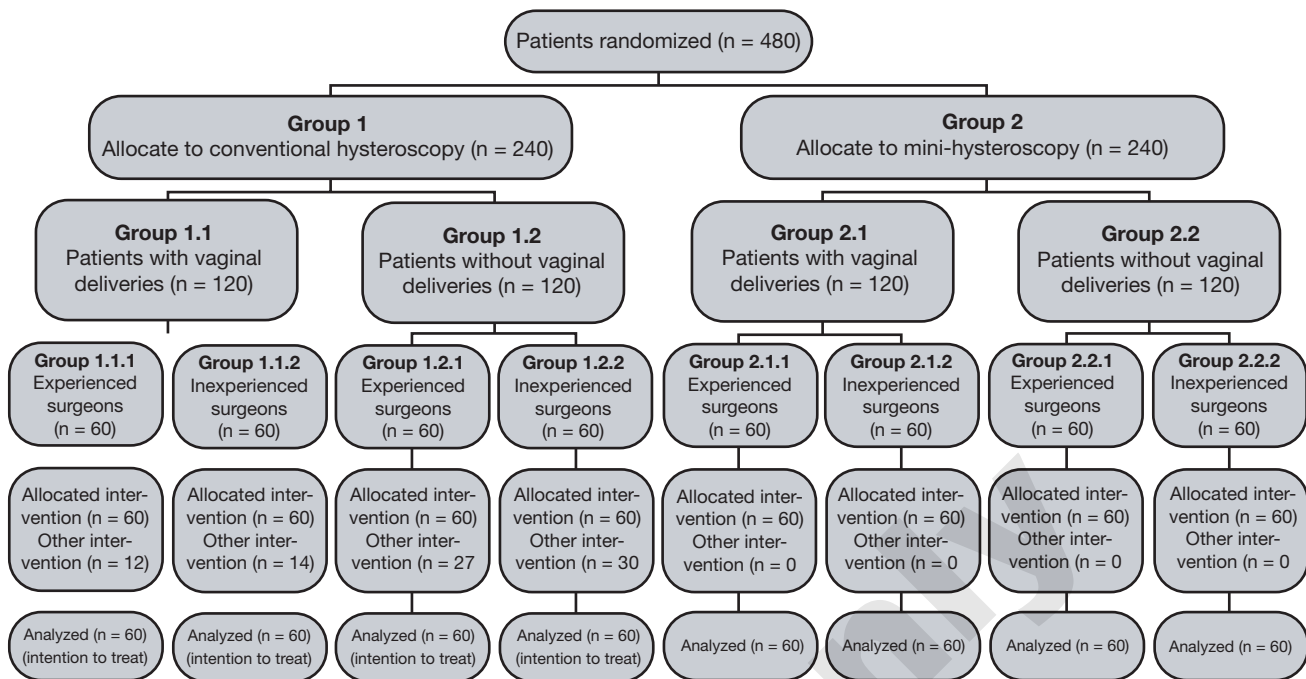 Patients randomized (n = 480)
Group 1
Allocate to conventional hysteroscopy (n = 240)
Group 2
Allocate to mini-hysteroscopy (n = 240)
Group 1.1
Patients with vaginal
deliveries (n = 120)
Group 1.2
Patients without vaginal
deliveries (n = 120)
Group 2.1
Patients with vaginal
deliveries (n = 120)
Group 2.2
Patients without vaginal
deliveries (n = 120)
Group 1.1.1
Experienced
surgeons
(n = 60)
Group 1.1.2
Inexperienced
surgeons
(n = 60)
Group 1.2.1
Experienced
surgeons
(n = 60)
Group 1.2.2
Inexperienced
surgeons
(n = 60)
Group 2.1.1
Experienced
surgeons
(n = 60)
Group 2.1.2
Inexperienced
surgeons
(n = 60)
Group 2.2.1
Experienced
surgeons
(n = 60)
Group 2.2.2
Inexperienced
surgeons
(n = 60)
Allocated inter-
vention (n = 60)
Other inter-
vention (n = 12)
Allocated inter-
vention (n = 60)
Other inter-
vention (n = 14)
Allocated inter-
vention (n = 60)
Other inter-
vention (n = 27
Allocated inter-
vention (n = 60)
Other inter-
vention (n = 30
Allocated inter-
vention (n = 60)
Other inter-
vention (n = 0
Allocated inter-
vention (n = 60)
Other inter-
vention (n = 0
Allocated inter-
vention (n = 60)
Other inter-
vention (n = 0
Allocated inter-
vention (n = 60)
Other inter-
vention (n = 0
Analyzed (n = 60)
(intention to treat)
Analyzed (n = 60)
(intention to treat)
Analyzed (n = 60)
(intention to treat)
Analyzed (n = 60)
(intention to treat)
Analyzed (n = 60)
Analyzed (n = 60)
Analyzed (n = 60)
Analyzed (n = 60)